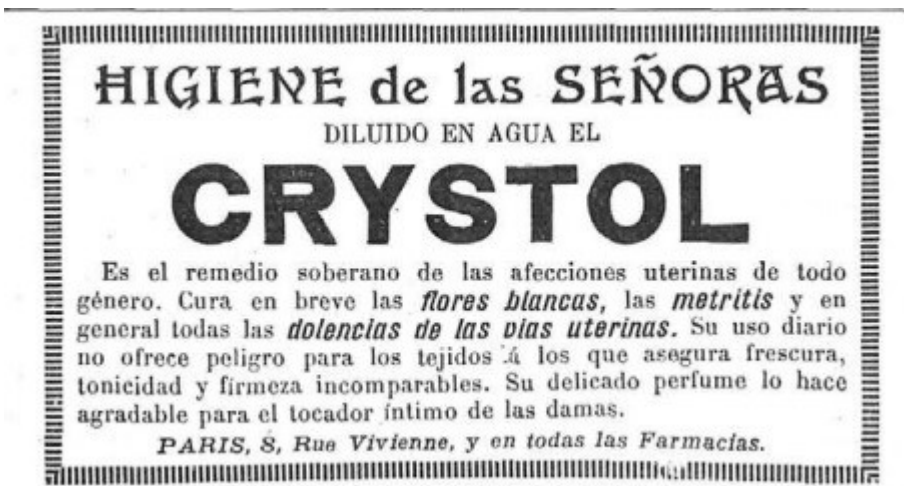 HIGIENE de las SEÑORAS
DILUIDO EN AGUA EL
CRYSTOL
Es el remedio soberano de las afecciones uterinas de todo
género. Cura en breve las flores blancas, las metritis y en
general todas las dolencias de las vias uterinas. Su uso diario
no ofrece peligro para los tejidos á los que asegura frescura,
tonicidad y firmeza incomparables. Su delicado perfume lo hace
agradable para el tocador íntimo de las damas.
PARIS, 8, Rue Vivienne, y en todas las Farmacias.